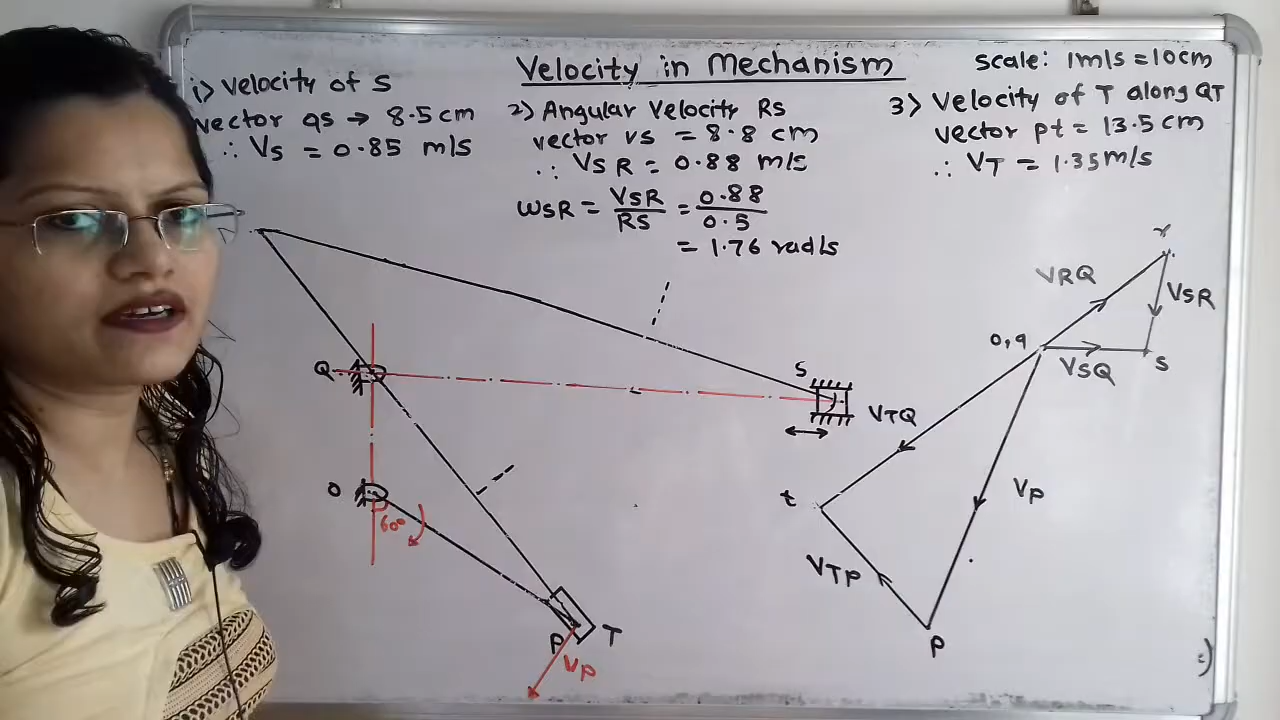 Velocity in Mechanism
scale: 1m/s = 10cm
i) Velocity of S
vector qs → 8.5 cm
∴ Vs = 0.85 m/s
2) Angular Velocity Rs
vector vs = 8.8 cm
∴ VSR = 0.88 m/s
ωSR = VSR/RS = 0.88/0.5
= 1.76 rad/s
3) Velocity of T along QT
vector pt = 13.5 cm
∴ VT = 1.35 m/s
Q
O
60°
P
T
VP
S
r
VRQ
VSR
o,q
VSQ
S
VTQ
t
VP
VTP
P